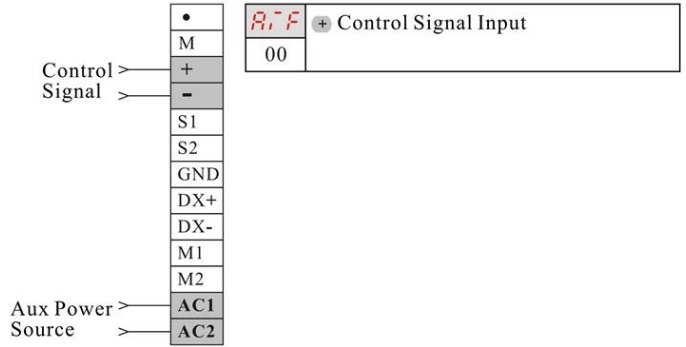 •
M
+
-
S1
S2
GND
DX+
DX-
M1
M2
AC1
AC2
Control
Signal
Aux Power
Source
+ Control Signal Input
00